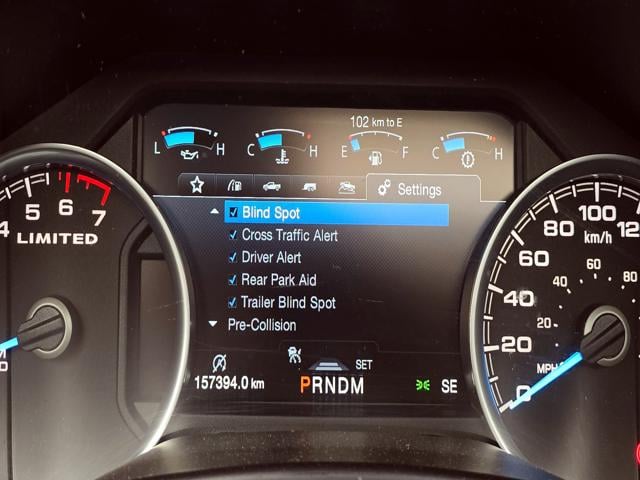 102 km to E
L H C H E F C H
Settings
Blind Spot
Cross Traffic Alert
Driver Alert
Rear Park Aid
Trailer Blind Spot
Pre-Collision
SET
157394.0 km PRNDM SE
4 5 6 7
LIMITED
0 20 40 60 80 100 120
km/h
20 40 60 80
MPH